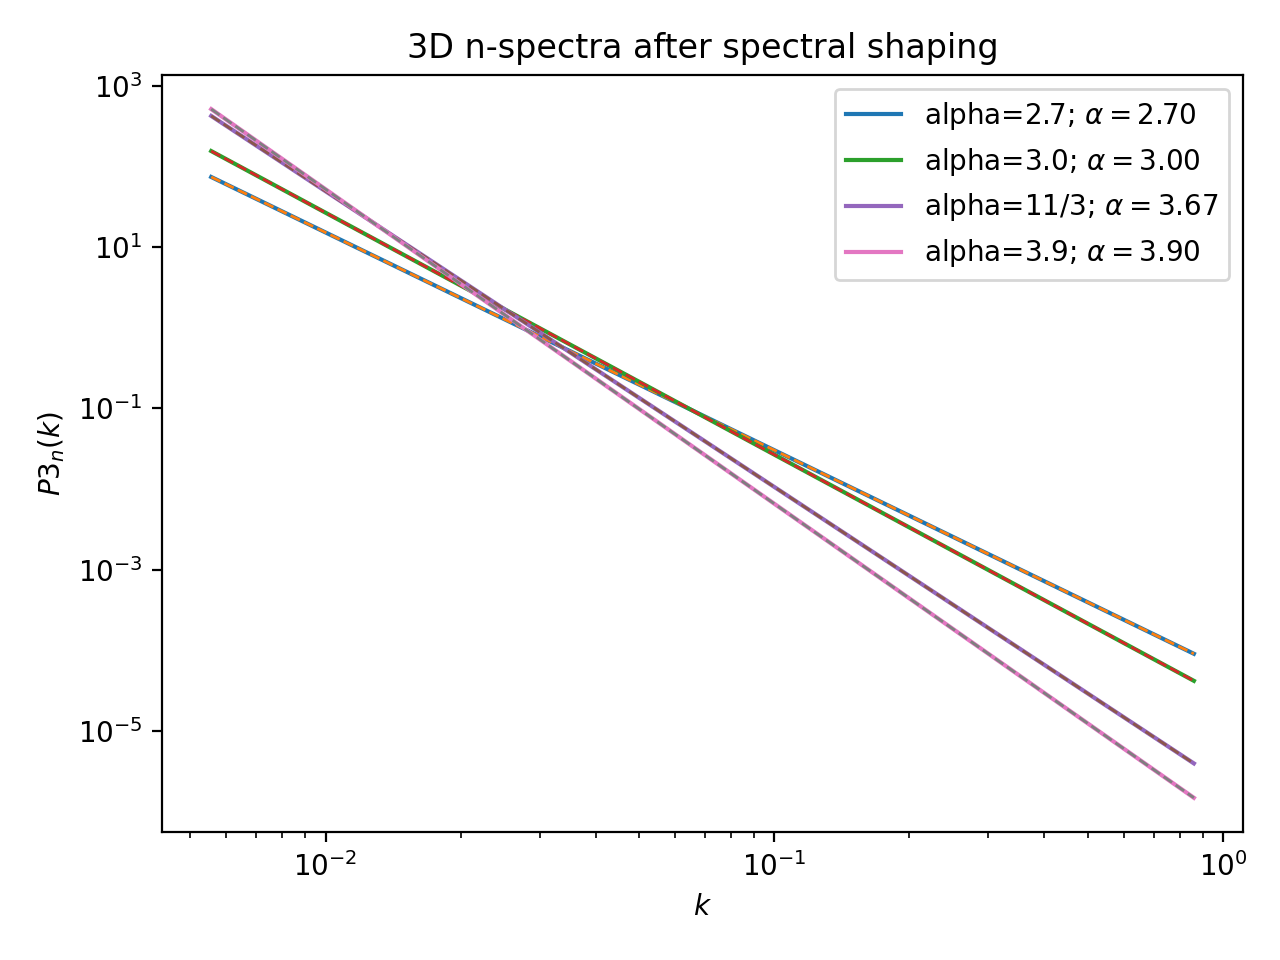 3D n-spectra after spectral shaping
10³
10¹
10⁻¹
10⁻³
10⁻⁵
P3ₙ(k)
alpha=2.7; α = 2.70
alpha=3.0; α = 3.00
alpha=11/3; α = 3.67
alpha=3.9; α = 3.90
10⁻²
10⁻¹
10⁰
k